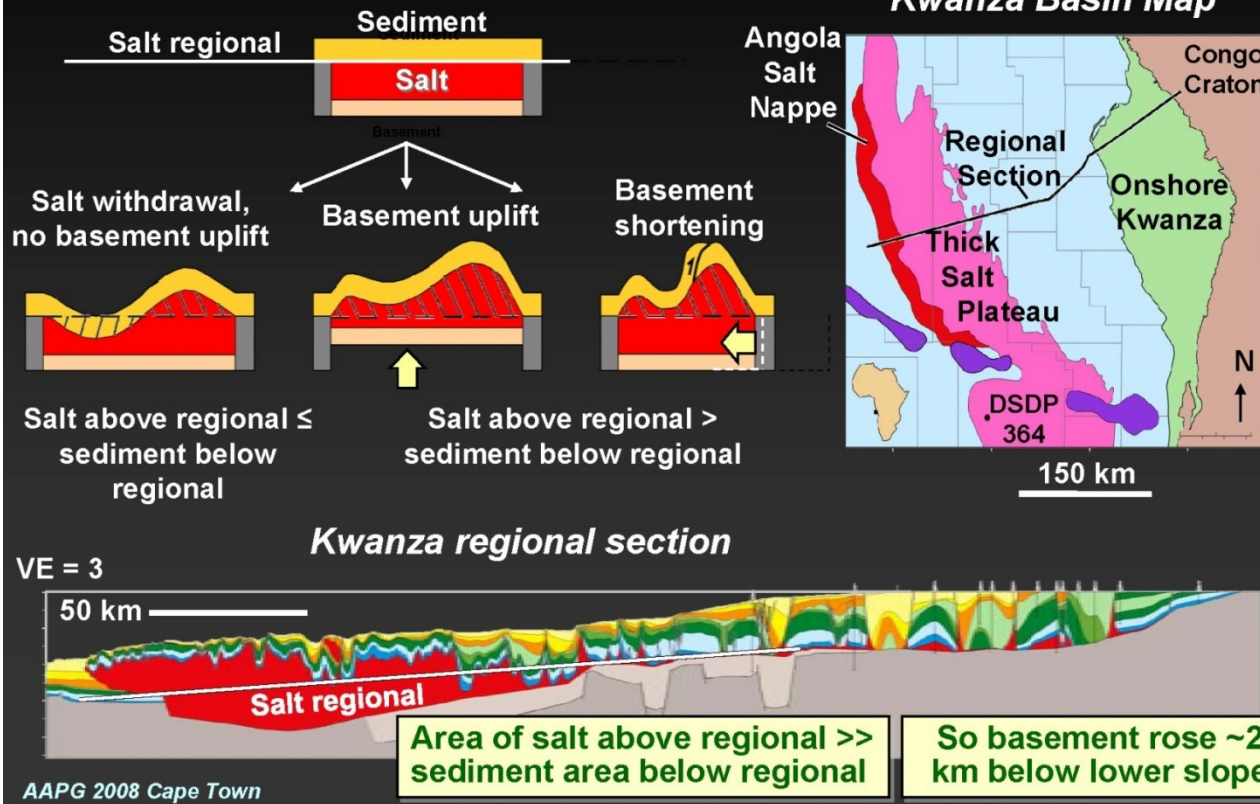 Kwanza Basin Map
Sediment
Salt regional
Salt
Basement
Salt withdrawal,
no basement uplift
Basement uplift
Basement
shortening
1
Salt above regional ≤
sediment below
regional
Salt above regional >
sediment below regional
Angola
Salt
Nappe
Congo
Craton
Regional
Section
Onshore
Kwanza
Thick
Salt
Plateau
N
DSDP
364
150 km
Kwanza regional section
VE = 3
50 km
Salt regional
Area of salt above regional >>
sediment area below regional
So basement rose ~2
km below lower slope
AAPG 2008 Cape Town